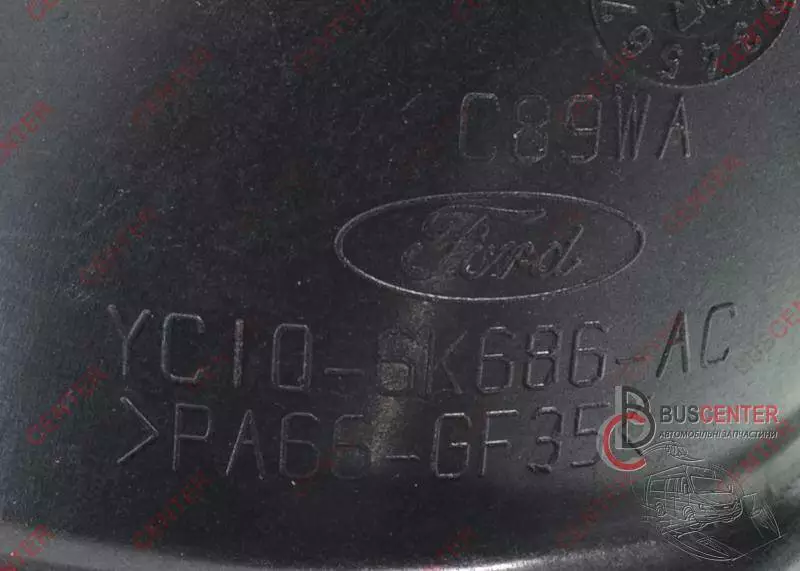 C89WA
Ford
YC1Q-6K686-AC
>PA66-GF35<
BUSCENTER
АВТОМОБІЛЬНІ ЗАПЧАСТИНИ